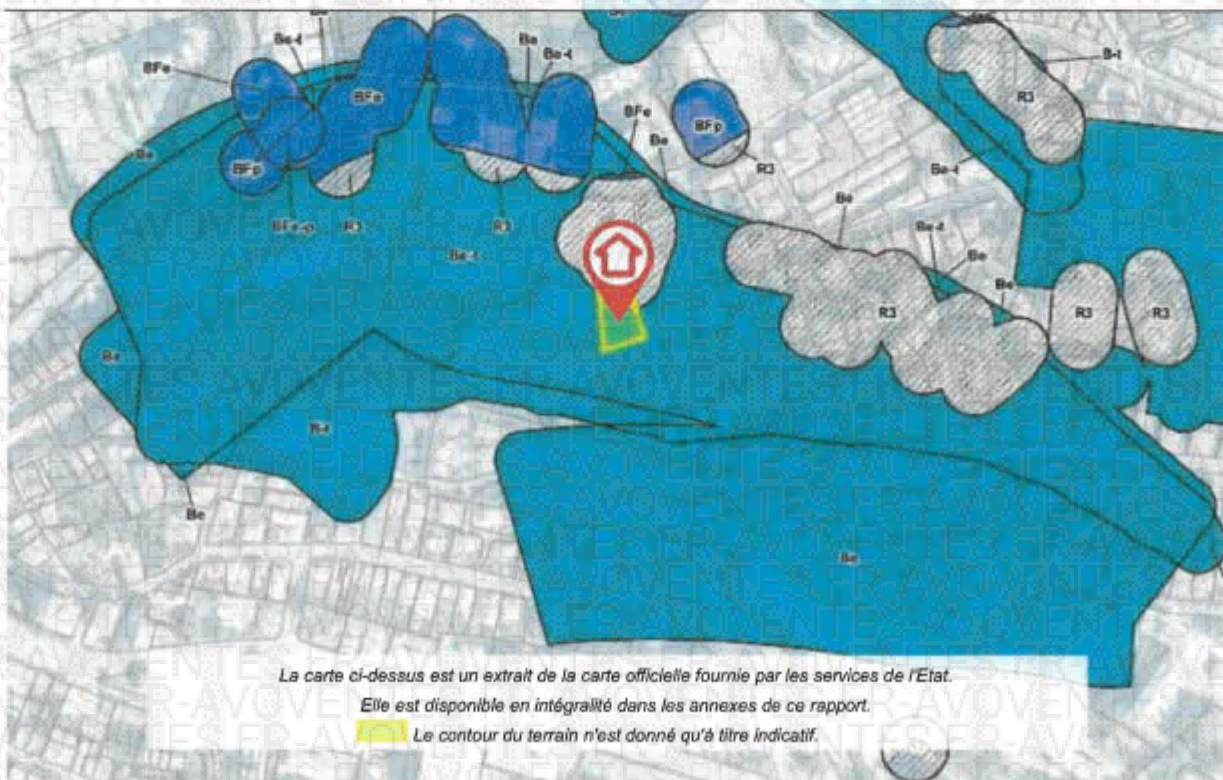 Be-t
Be
Be-t
B-t
BFe
BFe
BFp
R3
BFe
Be
R3
Be
Be-t
BFp
R3
R3
Be-t
Be
Be-t
Be
Be
R3
R3
R3
Be
Be
Be
La carte ci-dessus est un extrait de la carte officielle fournie par les services de l'Etat.
Elle est disponible en intégralité dans les annexes de ce rapport.
Le contour du terrain n'est donné qu'à titre indicatif.